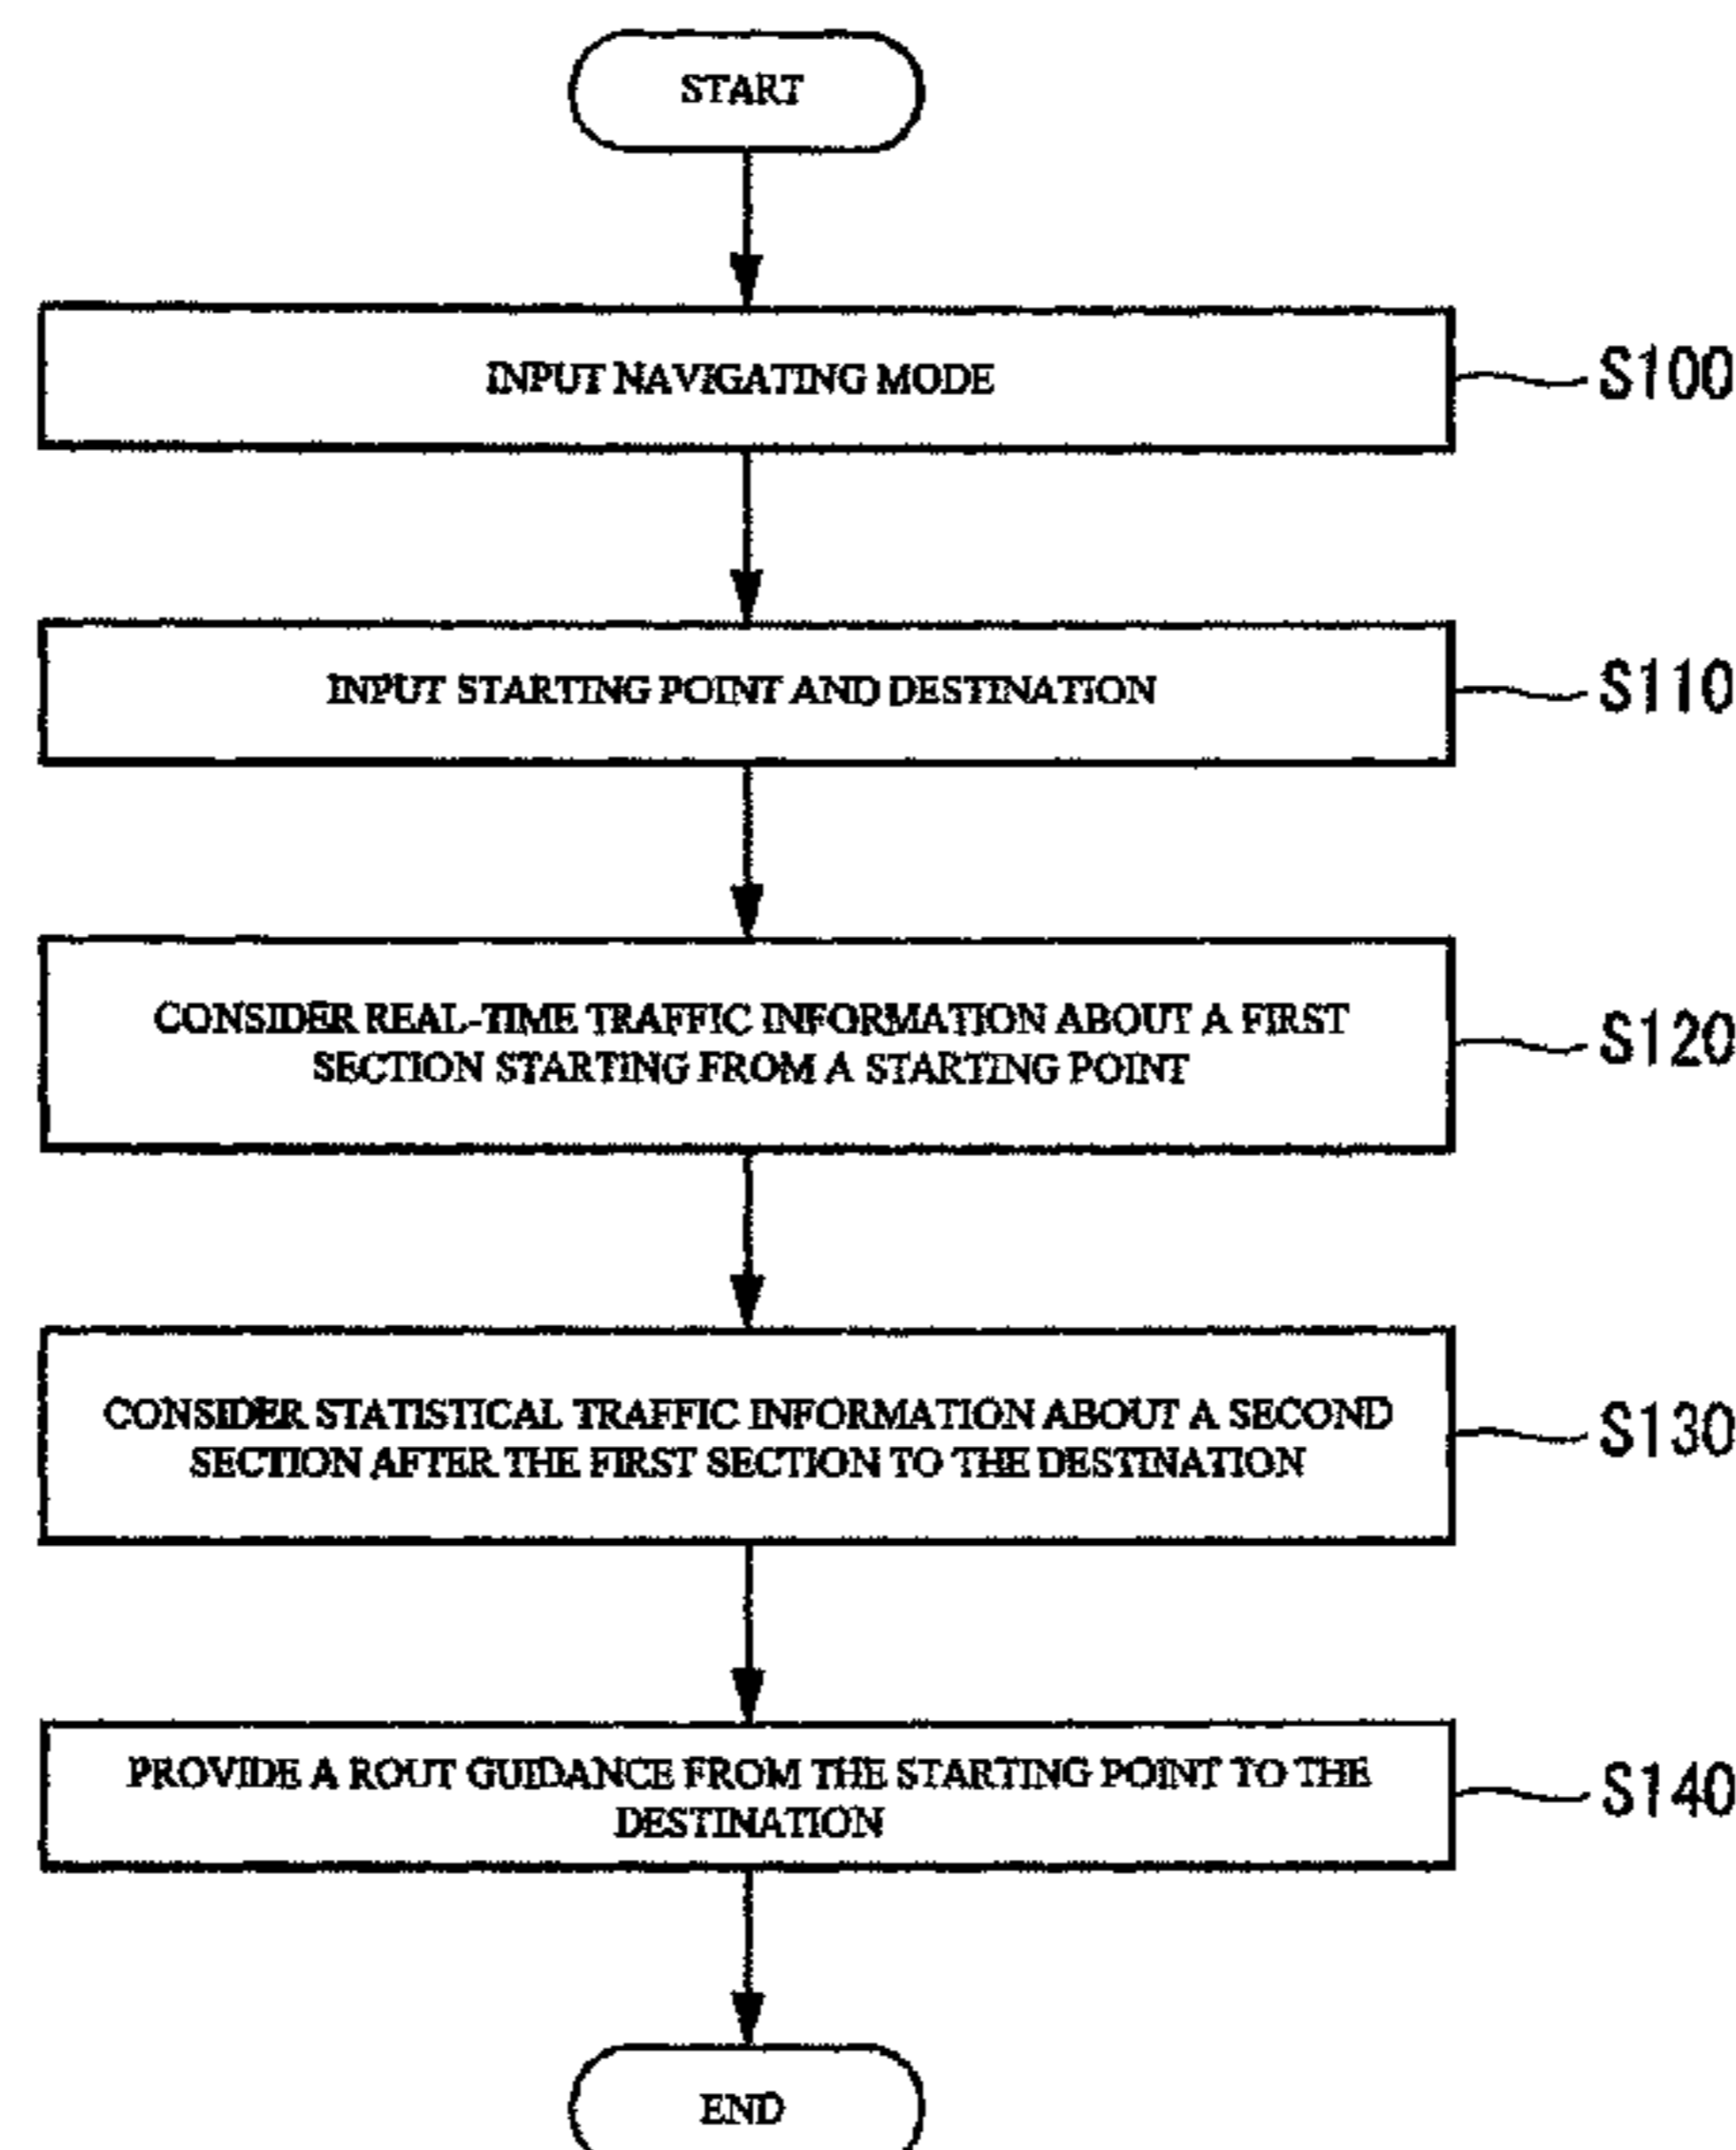 START
INPUT NAVIGATING MODE
S100
INPUT STARTING POINT AND DESTINATION
S110
CONSIDER REAL-TIME TRAFFIC INFORMATION ABOUT A FIRST
SECTION STARTING FROM A STARTING POINT
S120
CONSIDER STATISTICAL TRAFFIC INFORMATION ABOUT A SECOND
SECTION AFTER THE FIRST SECTION TO THE DESTINATION
S130
PROVIDE A ROUT GUIDANCE FROM THE STARTING POINT TO THE
DESTINATION
S140
END